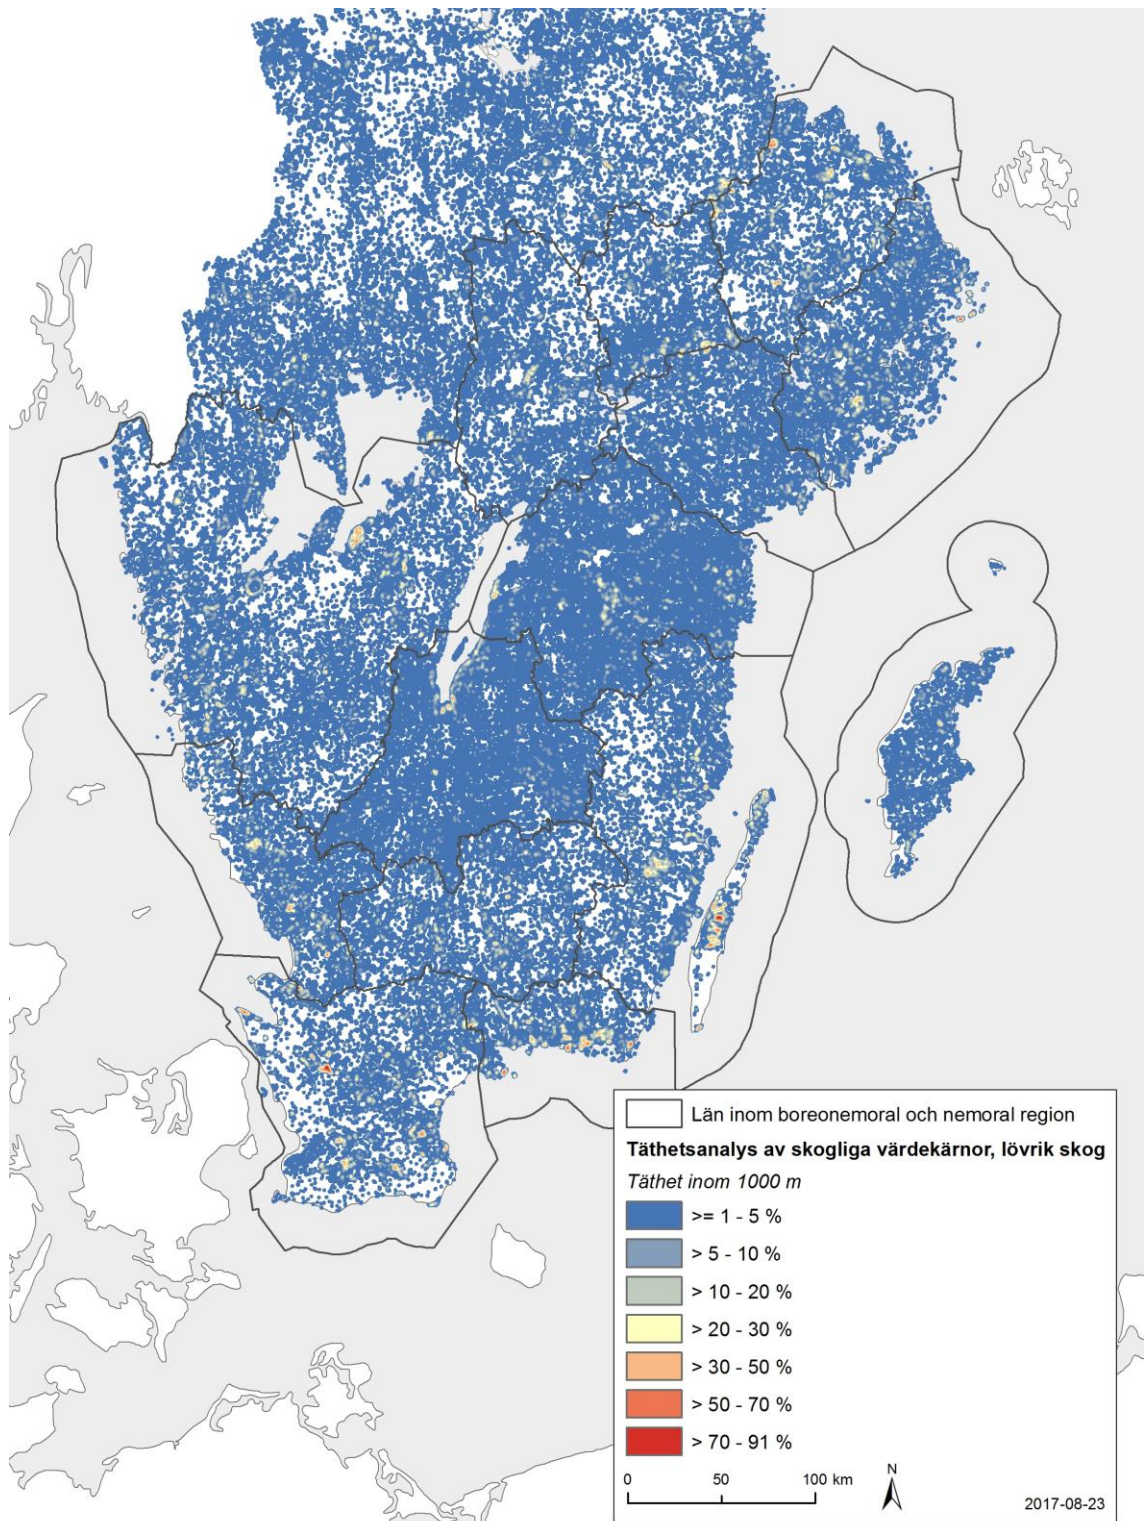 Län inom boreonemoral och nemoral region
Täthetsanalys av skogliga värdekärnor, lövrik skog
Täthet inom 1000 m
>= 1 - 5 %
> 5 - 10 %
> 10 - 20 %
> 20 - 30 %
> 30 - 50 %
> 50 - 70 %
> 70 - 91 %
0 50 100 km
N
2017-08-23